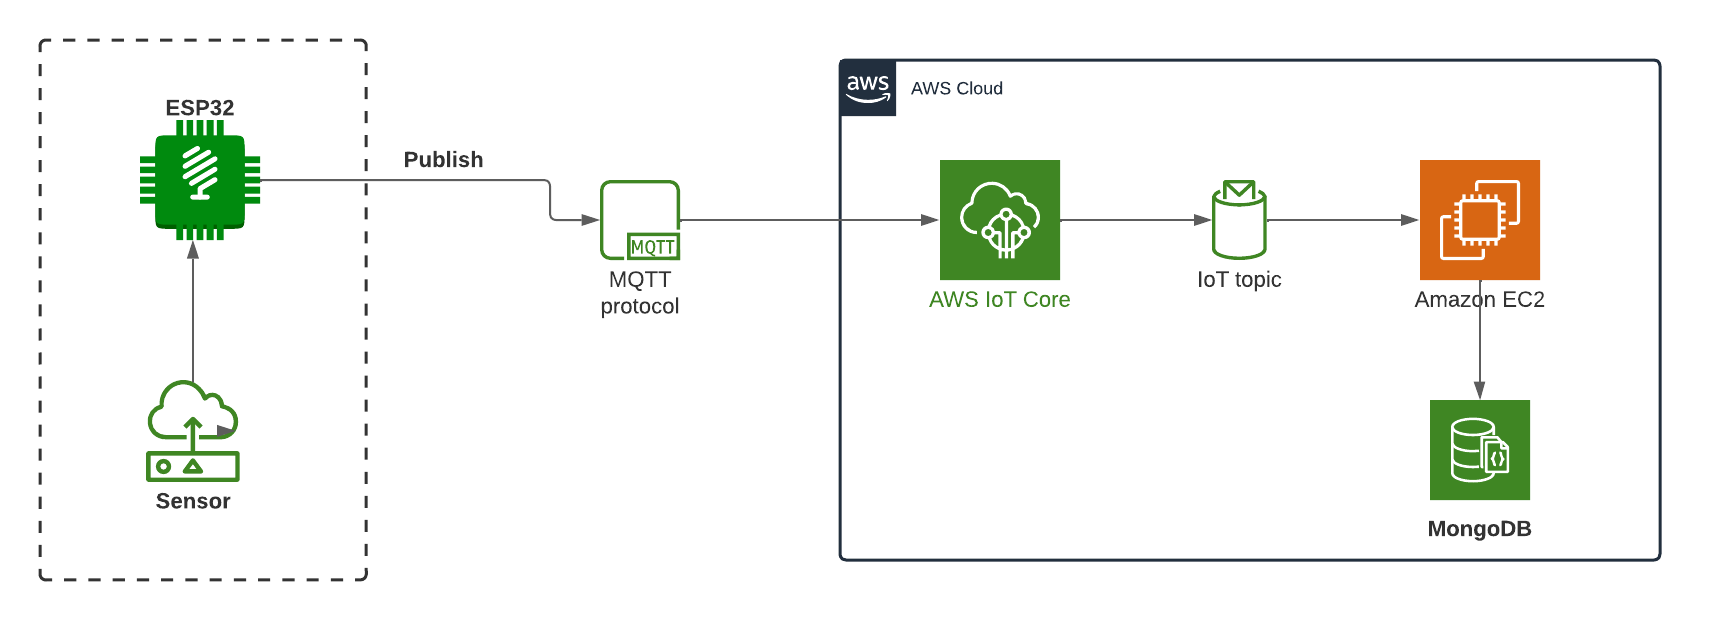 ESP32
Publish
MQTT
MQTT
protocol
Sensor
aws
AWS Cloud
AWS IoT Core
IoT topic
Amazon EC2
MongoDB